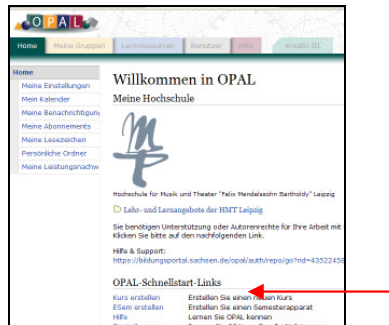 OPAL
Home Meine Gruppen Lernressourcen Benutzer Hilfe Kreativ III
Home
Meine Einstellungen
Mein Kalender
Meine Benachrichtigung
Meine Abonnements
Meine Lesezeichen
Persönliche Ordner
Meine Leistungsnachw
Willkommen in OPAL
Meine Hochschule
Hochschule für Musik und Theater "Felix Mendelssohn Bartholdy" Leipzig
Lehr- und Lernangebote der HMT Leipzig
Sie benötigen Unterstützung oder Autorenrechte für Ihre Arbeit mit
Klicken Sie bitte auf den nachfolgenden Link.
Hilfe & Support:
https://bildungsportal.sachsen.de/opal/auth/repo/go?rid=43522458
OPAL-Schnellstart-Links
Kurs erstellen Erstellen Sie einen neuen Kurs
ESem erstellen Erstellen Sie einen Semesterapparat
Hilfe Lernen Sie OPAL kennen